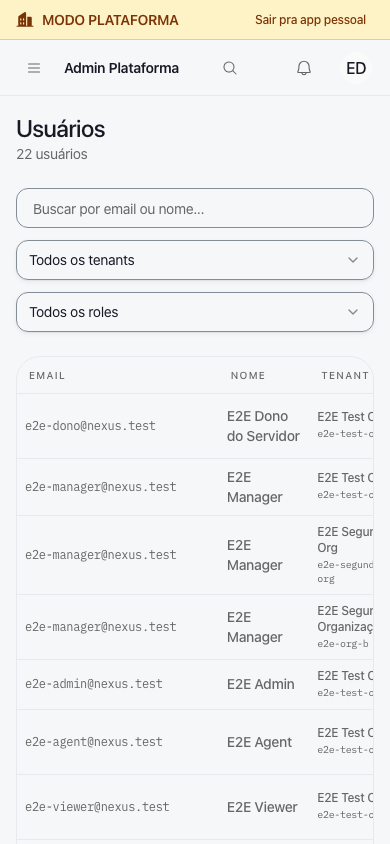 MODO PLATAFORMA
Sair pra app pessoal
Admin Plataforma
ED
Usuários
22 usuários
Buscar por email ou nome...
Todos os tenants
Todos os roles
EMAIL NOME TENANT
e2e-dono@nexus.test
E2E Dono
do Servidor
E2E Test
e2e-test-
e2e-manager@nexus.test
E2E
Manager
E2E Test
e2e-test-
e2e-manager@nexus.test
E2E
Manager
E2E Segun
Org
e2e-segund
org
e2e-manager@nexus.test
E2E
Manager
E2E Segun
Organizaç
e2e-org-b
e2e-admin@nexus.test
E2E Admin
E2E Test
e2e-test-
e2e-agent@nexus.test
E2E Agent
E2E Test
e2e-test-
e2e-viewer@nexus.test
E2E Viewer
E2E Test
e2e-test-